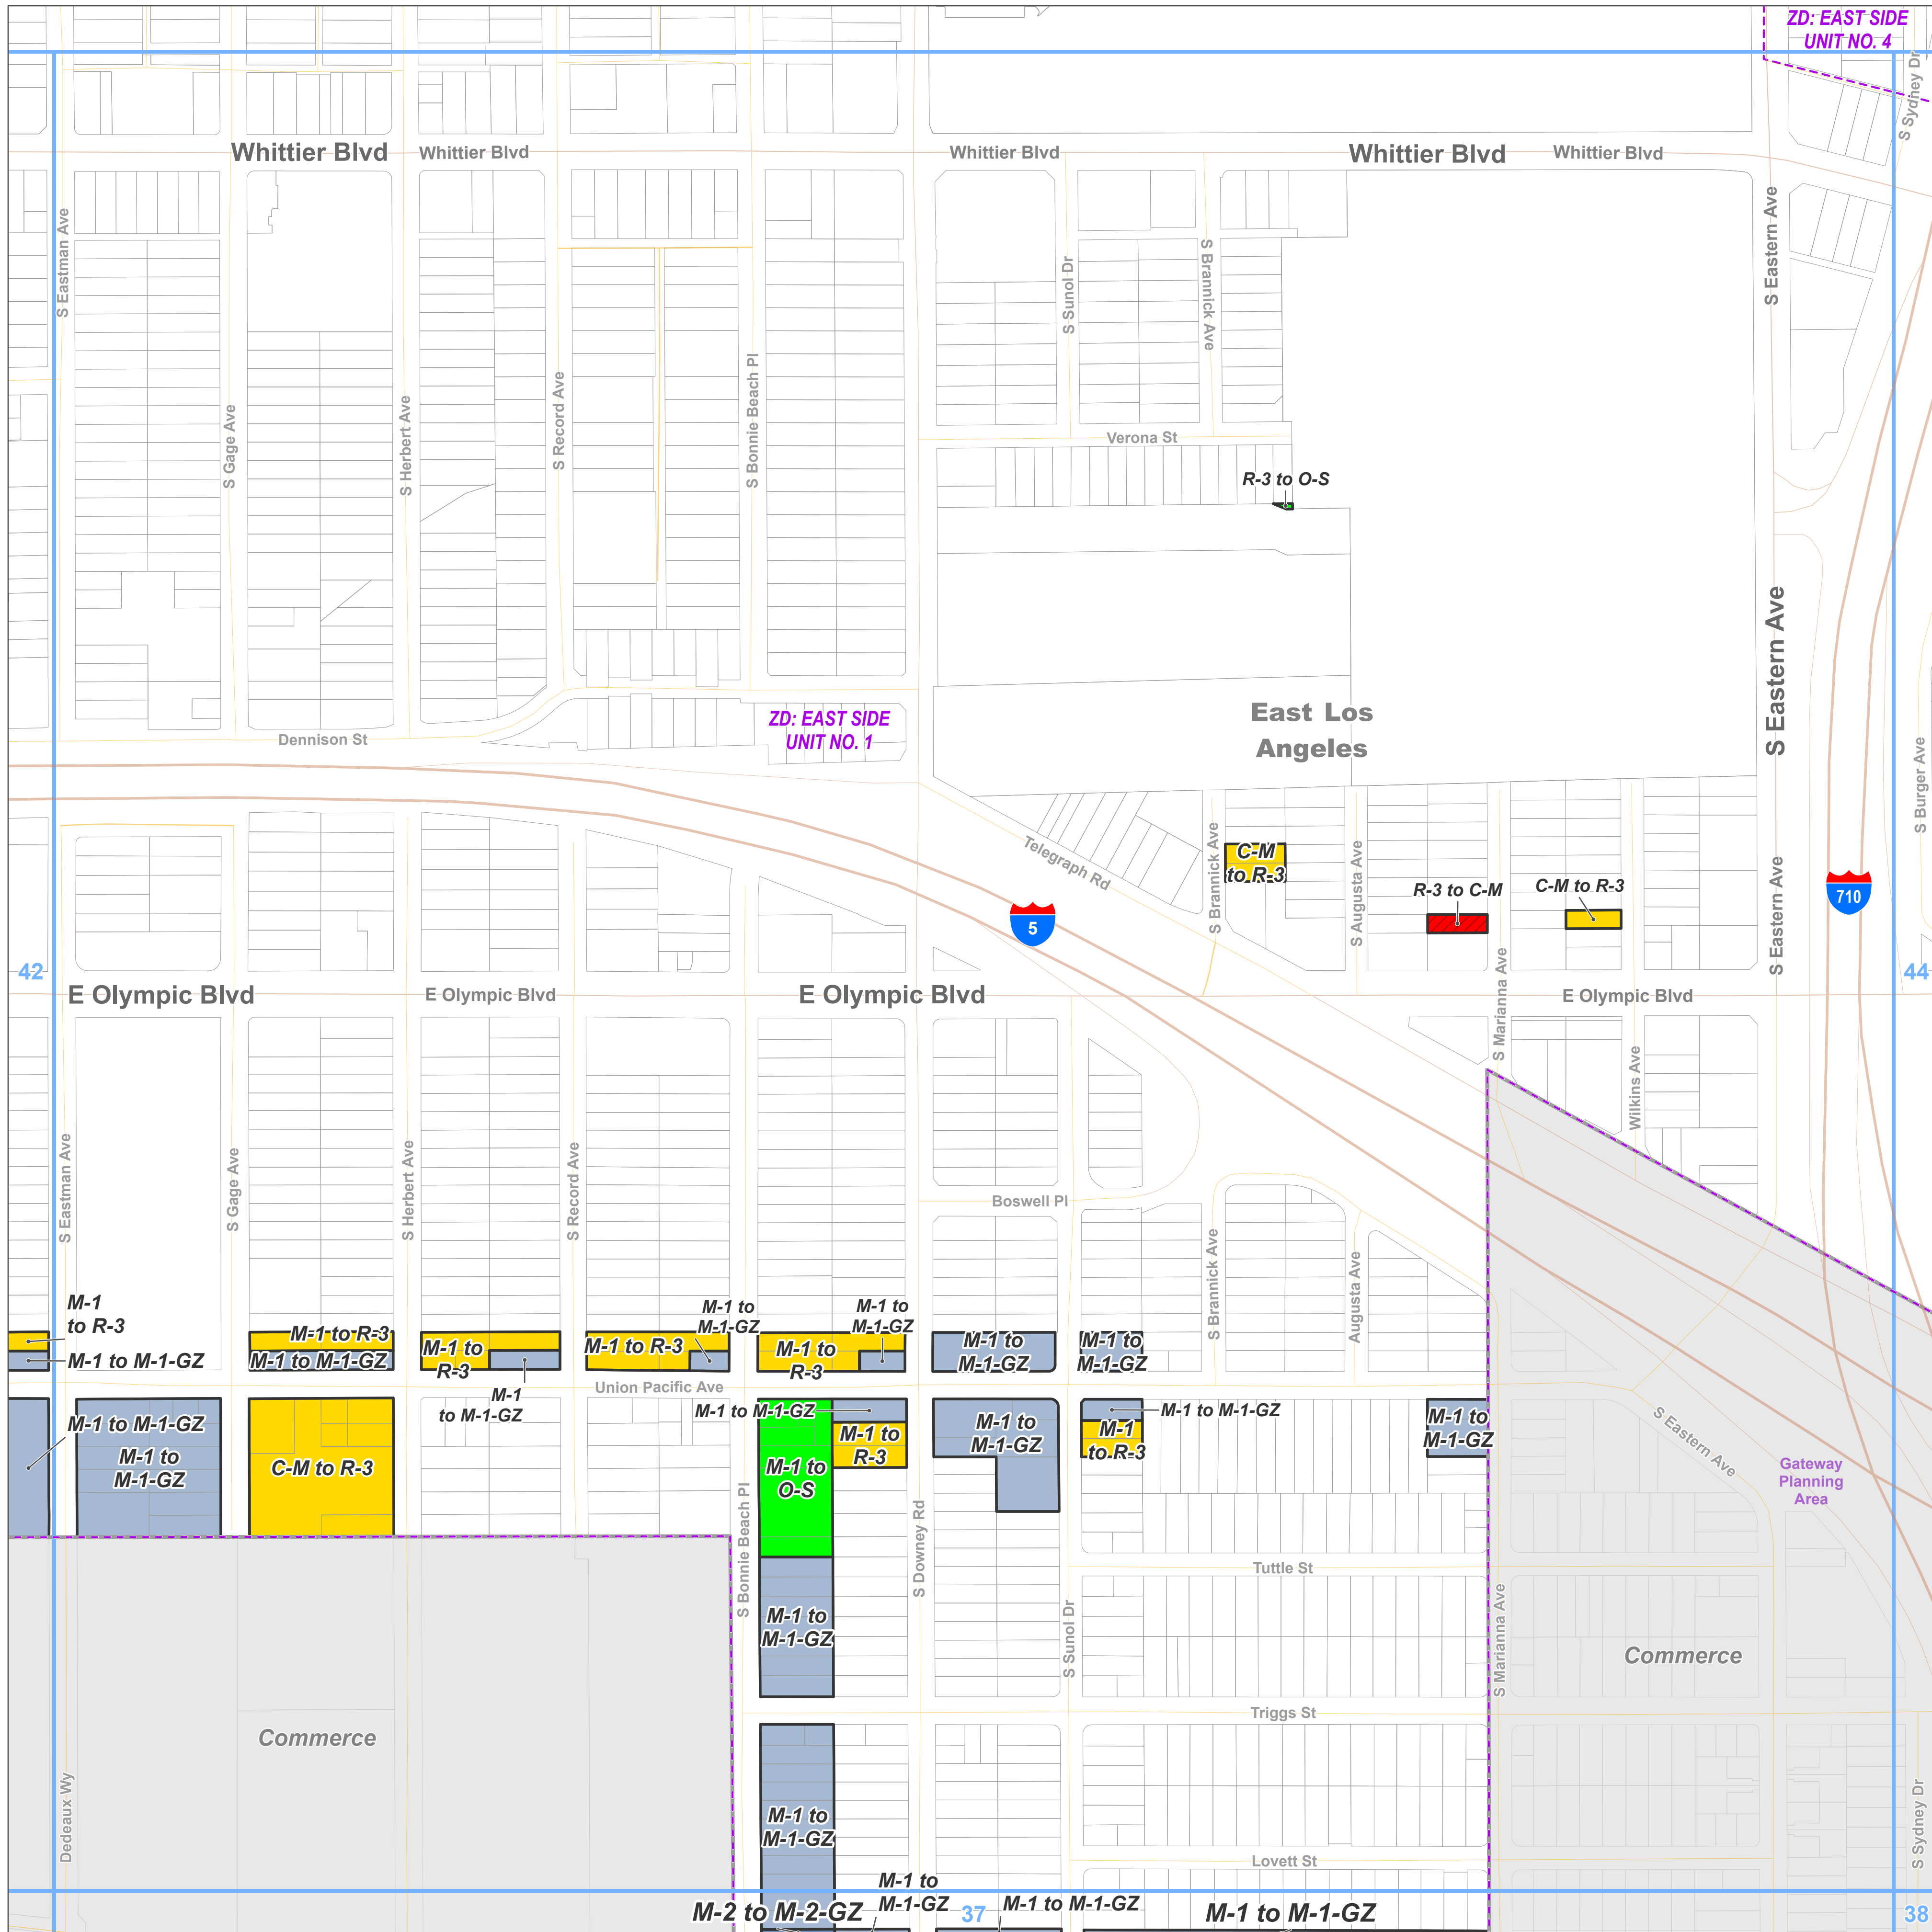 ZD: EAST SIDE
UNIT NO. 4
S Sydney Dr
Whittier Blvd
Whittier Blvd
Whittier Blvd
Whittier Blvd
Whittier Blvd
S Eastman Ave
S Gage Ave
S Herbert Ave
S Record Ave
S Bonnie Beach Pl
S Sunol Dr
S Brannick Ave
S Eastern Ave
Verona St
R-3 to O-S
S Eastern Ave
ZD: EAST SIDE
UNIT NO. 1
East Los
Angeles
Dennison St
S Burger Ave
Telegraph Rd
S Brannick Ave
C-M
to R-3
S Augusta Ave
R-3 to C-M
C-M to R-3
S Eastern Ave
710
5
42
44
E Olympic Blvd
E Olympic Blvd
E Olympic Blvd
E Olympic Blvd
S Marianna Ave
Wilkins Ave
S Eastman Ave
S Gage Ave
S Herbert Ave
S Record Ave
Boswell Pl
S Brannick Ave
Augusta Ave
M-1
to R-3
M-1 to M-1-GZ
M-1 to R-3
M-1 to M-1-GZ
M-1 to
R-3
M-1
to M-1-GZ
M-1 to R-3
M-1 to
M-1-GZ
M-1 to
R-3
M-1 to
M-1-GZ
M-1 to
M-1-GZ
M-1 to
M-1-GZ
Union Pacific Ave
M-1 to M-1-GZ
M-1 to
M-1-GZ
C-M to R-3
M-1 to M-1-GZ
M-1 to
O-S
M-1 to
R-3
M-1 to
M-1-GZ
M-1 to M-1-GZ
M-1
to R-3
M-1 to
M-1-GZ
S Eastern Ave
Gateway
Planning
Area
S Bonnie Beach Pl
S Downey Rd
Tuttle St
M-1 to
M-1-GZ
S Sunol Dr
S Marianna Ave
Commerce
Triggs St
Commerce
Dedeaux Wy
M-1 to
M-1-GZ
S Sydney Dr
Lovett St
M-2 to M-2-GZ
M-1 to
M-1-GZ
37
M-1 to M-1-GZ
M-1 to M-1-GZ
38